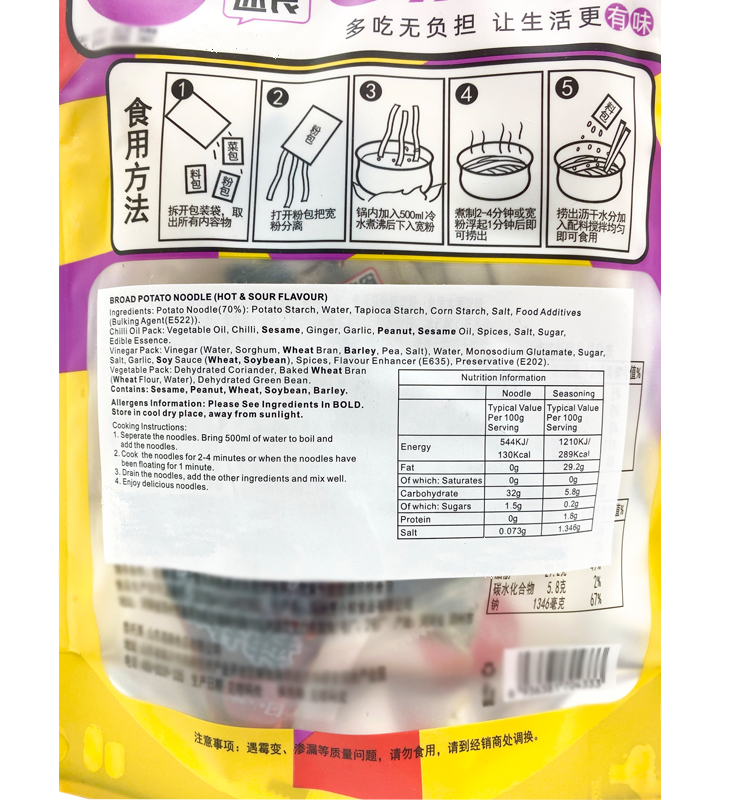 多吃无负担 让生活更有味
食用方法
1
菜包
料包
粉包
拆开包装袋，取
出所有内容物
2
粉包
打开粉包把宽
粉分离
3
锅内加入500ml冷
水煮沸后下入宽粉
4
煮制2-4分钟或宽
粉浮起1分钟后即
可捞出
5
料包
捞出沥干水分加
入配料搅拌均匀
即可食用
BROAD POTATO NOODLE (HOT & SOUR FLAVOUR)
Ingredients: Potato Noodle(70%): Potato Starch, Water, Tapioca Starch, Corn Starch, Salt, Food Additives
(Bulking Agent(E522)).
Chilli Oil Pack: Vegetable Oil, Chilli, Sesame, Ginger, Garlic, Peanut, Sesame Oil, Spices, Salt, Sugar,
Edible Essence.
Vinegar Pack: Vinegar (Water, Sorghum, Wheat Bran, Barley, Pea, Salt), Water, Monosodium Glutamate, Sugar,
Salt, Garlic, Soy Sauce (Wheat, Soybean), Spices, Flavour Enhancer (E635), Preservative (E202).
Vegetable Pack: Dehydrated Coriander, Baked Wheat Bran
(Wheat Flour, Water), Dehydrated Green Bean.
Contains: Sesame, Peanut, Wheat, Soybean, Barley.
Allergens Information: Please See Ingredients In BOLD.
Store in cool dry place, away from sunlight.
Cooking Instructions:
1. Seperate the noodles. Bring 500ml of water to boil and
add the noodles.
2. Cook the noodles for 2-4 minutes or when the noodles have
been floating for 1 minute.
3. Drain the noodles, add the other ingredients and mix well.
4. Enjoy delicious noodles.
Nutrition Information
Noodle Seasoning
Typical Value Per 100g Serving Typical Value Per 100g Serving
Energy 544KJ/ 130Kcal 1210KJ/ 289Kcal
Fat 0g 29.2g
Of which: Saturates 0g 0g
Carbohydrate 32g 5.8g
Of which: Sugars 1.5g 0.2g
Protein 0g 1.8g
Salt 0.073g 1.346g
碳水化合物 5.8克 2%
钠 1346毫克 67%
注意事项：遇霉变、渗漏等质量问题，请勿食用，请到经销商处调换。